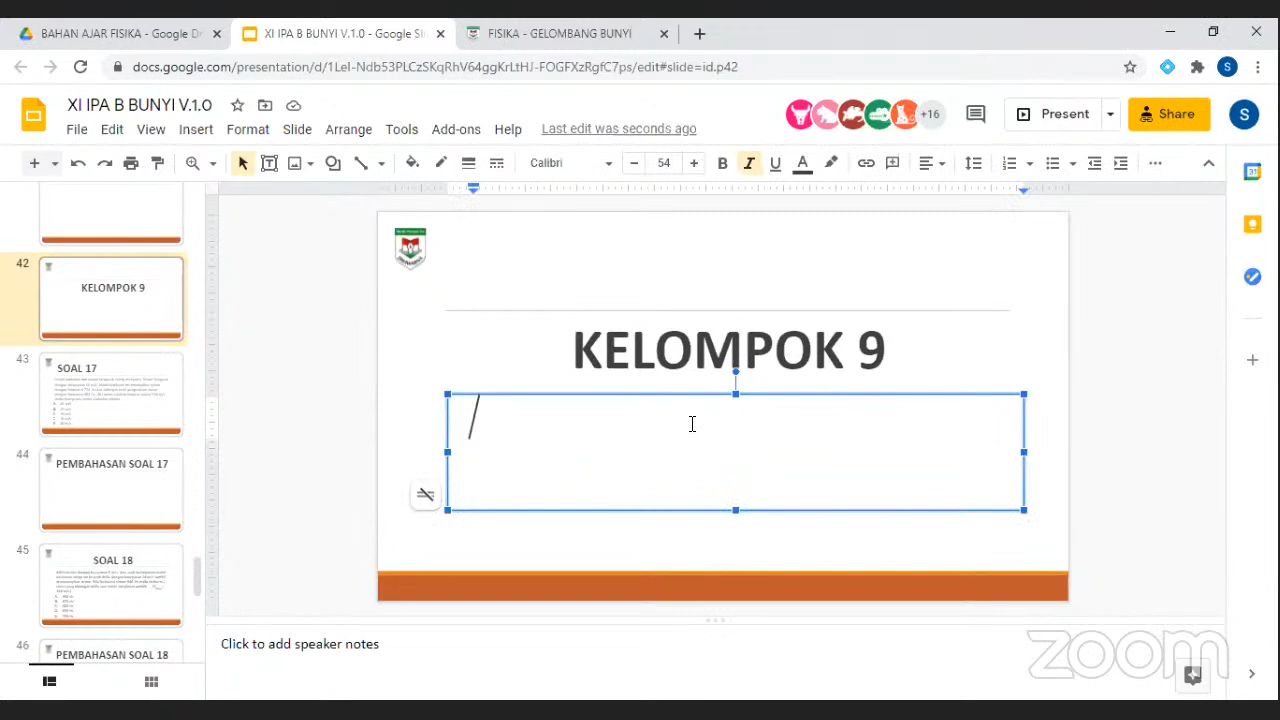 BAHAN AJAR FISIKA - Google Dr
XI IPA B BUNYI V.1.0 - Google Sli
FISIKA - GELOMBANG BUNYI
docs.google.com/presentation/d/1LeI-Ndb53PLCzSKqRhV64ggKrLtHJ-FOGFXzRgfC7ps/edit#slide=id.p42
S
XI IPA B BUNYI V.1.0
File Edit View Insert Format Slide Arrange Tools Add-ons Help Last edit was seconds ago
+16
Present
Share
S
Calibri
54
B I U A
31
42
KELOMPOK 9
43
SOAL 17
44
PEMBAHASAN SOAL 17
45
SOAL 18
46
PEMBAHASAN SOAL 18
KELOMPOK 9
Click to add speaker notes
zoom